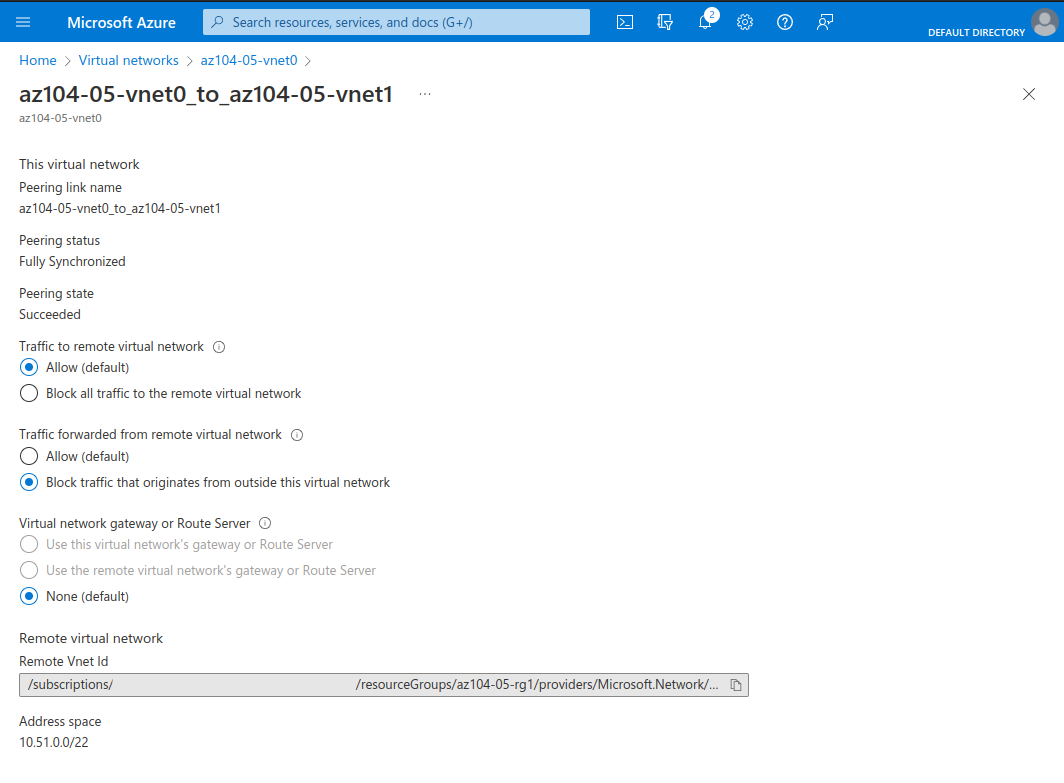 Microsoft Azure
Search resources, services, and docs (G+/)
2
DEFAULT DIRECTORY
Home > Virtual networks > az104-05-vnet0 >
az104-05-vnet0_to_az104-05-vnet1 ...
az104-05-vnet0
This virtual network
Peering link name
az104-05-vnet0_to_az104-05-vnet1
Peering status
Fully Synchronized
Peering state
Succeeded
Traffic to remote virtual network
Allow (default)
Block all traffic to the remote virtual network
Traffic forwarded from remote virtual network
Allow (default)
Block traffic that originates from outside this virtual network
Virtual network gateway or Route Server
Use this virtual network's gateway or Route Server
Use the remote virtual network's gateway or Route Server
None (default)
Remote virtual network
Remote Vnet Id
/subscriptions/ /resourceGroups/az104-05-rg1/providers/Microsoft.Network/...
Address space
10.51.0.0/22